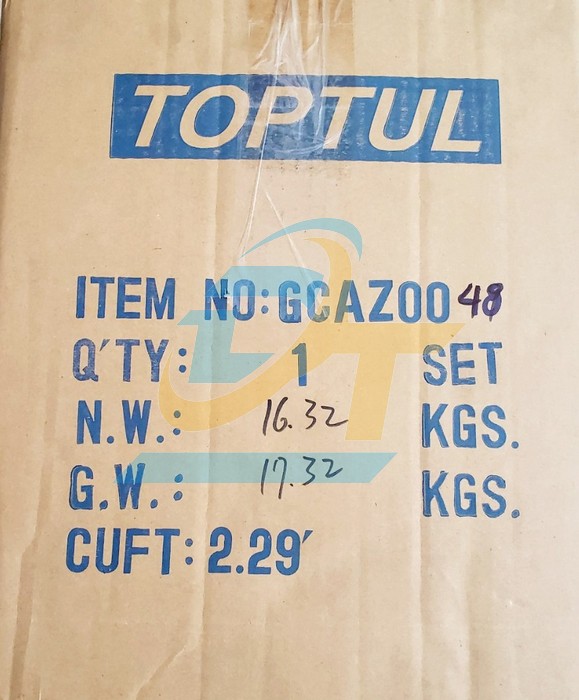 TOPTUL
ITEM NO: GCAZ0048
Q'TY: 1 SET
N.W.: 16.32 KGS.
G.W.: 17.32 KGS.
CUFT: 2.29'